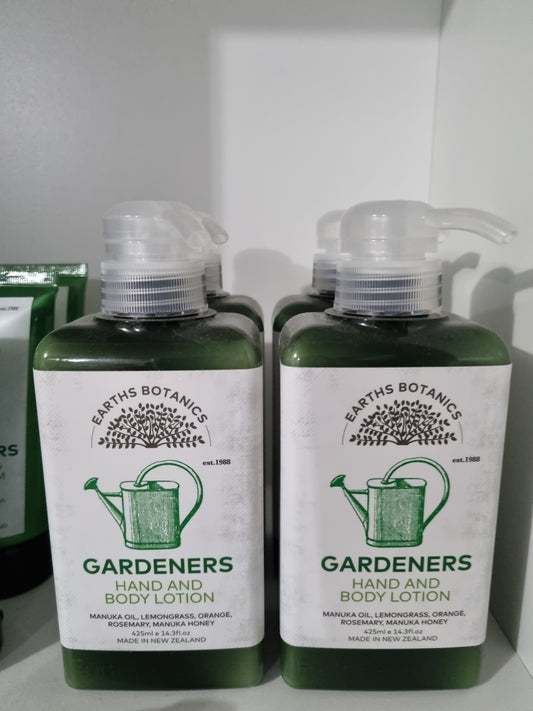 EARTHS BOTANICS
est.1988
GARDENERS
HAND AND
BODY LOTION
MANUKA OIL, LEMONGRASS, ORANGE,
ROSEMARY, MANUKA HONEY
425ml e 14.3fl.oz
MADE IN NEW ZEALAND
EARTHS BOTANICS
est.1988
GARDENERS
HAND AND
BODY LOTION
MANUKA OIL, LEMONGRASS, ORANGE,
ROSEMARY, MANUKA HONEY
425ml e 14.3fl.oz
MADE IN NEW ZEALAND